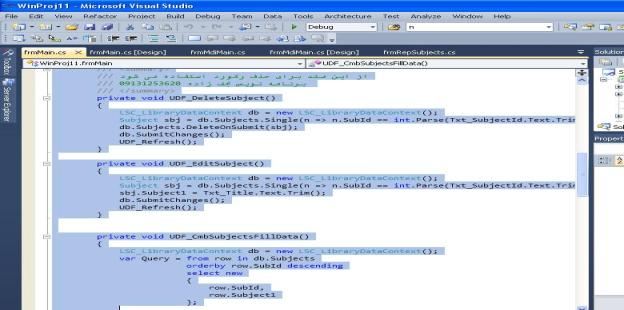 WinProj11 - Microsoft Visual Studio
File Edit View Refactor Project Build Debug Team Data Tools Architecture Test Analyze Window Help
Debug n
frmMain.cs × frmMain.cs [Design] frmMdiMain.cs frmMdiMain.cs [Design] frmRepSubjects.cs
WinProj11.frmMain UDF_CmbSubjectsFillData()
Toolbox
Server Explorer
Solution
Propert
/// از این متد برای حذف رکورد استفاده می شود
/// برنامه نویس زاده 09131253620
/// </summary>
private void UDF_DeleteSubject()
{
LSC_LibraryDataContext db = new LSC_LibraryDataContext();
Subject sbj = db.Subjects.Single(n => n.SubId == int.Parse(Txt_SubjectId.Text.Trim
db.Subjects.DeleteOnSubmit(sbj);
db.SubmitChanges();
UDF_Refresh();
}
private void UDF_EditSubject()
{
LSC_LibraryDataContext db = new LSC_LibraryDataContext();
Subject sbj = db.Subjects.Single(n => n.SubId == int.Parse(Txt_SubjectId.Text.Tri
sbj.Subject1 = Txt_Title.Text.Trim();
db.SubmitChanges();
UDF_Refresh();
}
private void UDF_CmbSubjectsFillData()
{
LSC_LibraryDataContext db = new LSC_LibraryDataContext();
var Query = from row in db.Subjects
orderby row.SubId descending
select new
{
row.SubId,
row.Subject1
};